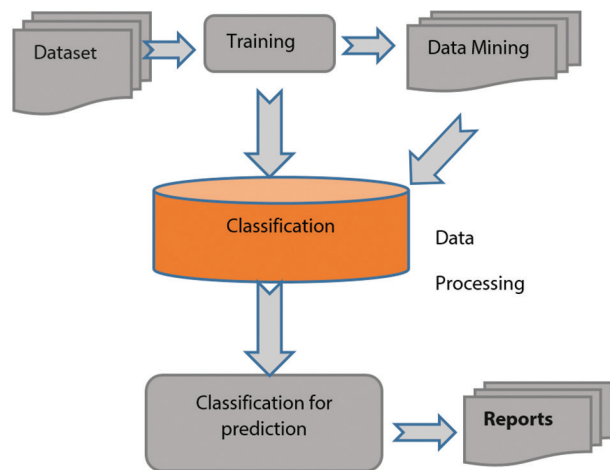 Dataset
Training
Data Mining
Classification
Data
Processing
Classification for
prediction
Reports